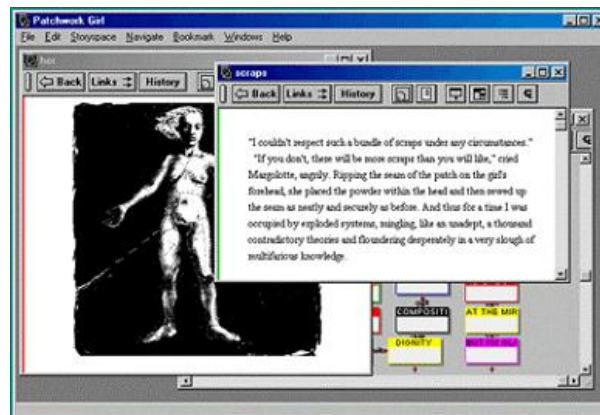 Patchwork Girl
File Edit Storyspace Navigate Bookmark Windows Help
her
Back Links History
scraps
Back Links History
"I couldn't respect such a bundle of scraps under any circumstances."
"If you don't, there will be more scraps than you will like," cried
Margolotte, angrily. Ripping the seam of the patch on the girl's
forehead, she placed the powder within the head and then sewed up
the seam as neatly and securely as before. And thus for a time I was
occupied by exploded systems, mingling, like an unadept, a thousand
contradictory theories and floundering desperately in a very slough of
multifarious knowledge.
COMPOSITI
AT THE MIR
DIGNITY